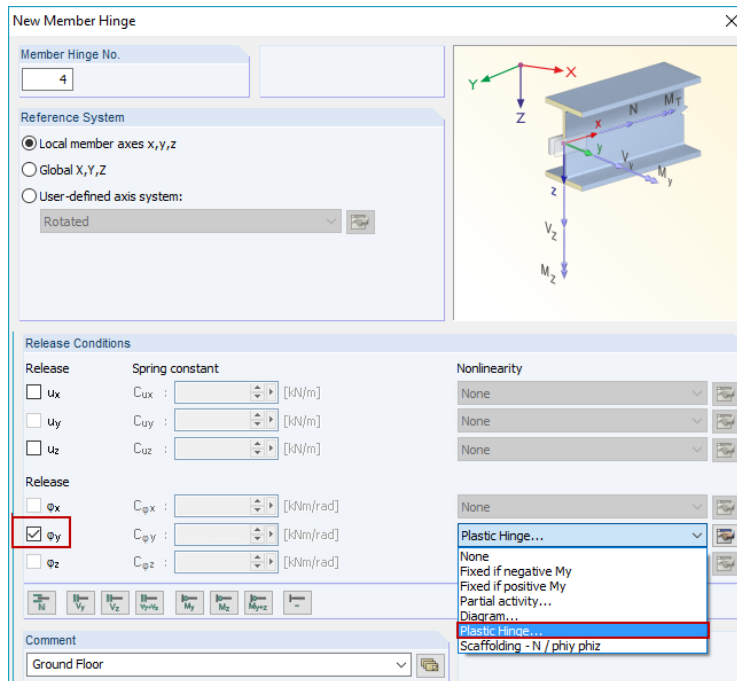 New Member Hinge
Member Hinge No.
4
Reference System
Local member axes x,y,z
Global X,Y,Z
User-defined axis system:
Rotated
X
Y
Z
N
MT
x
y
Vy
My
z
Vz
Mz
Release Conditions
Release Spring constant Nonlinearity
ux Cux : [kN/m] None
uy Cuy : [kN/m] None
uz Cuz : [kN/m] None
Release
φx Cφx : [kNm/rad] None
φy Cφy : [kNm/rad] Plastic Hinge...
φz Cφz : [kNm/rad]
None
Fixed if negative My
Fixed if positive My
Partial activity...
Diagram...
Plastic Hinge...
Scaffolding - N / phiy phiz
N Vy Vz Vy+Vz My Mz My+z
Comment
Ground Floor